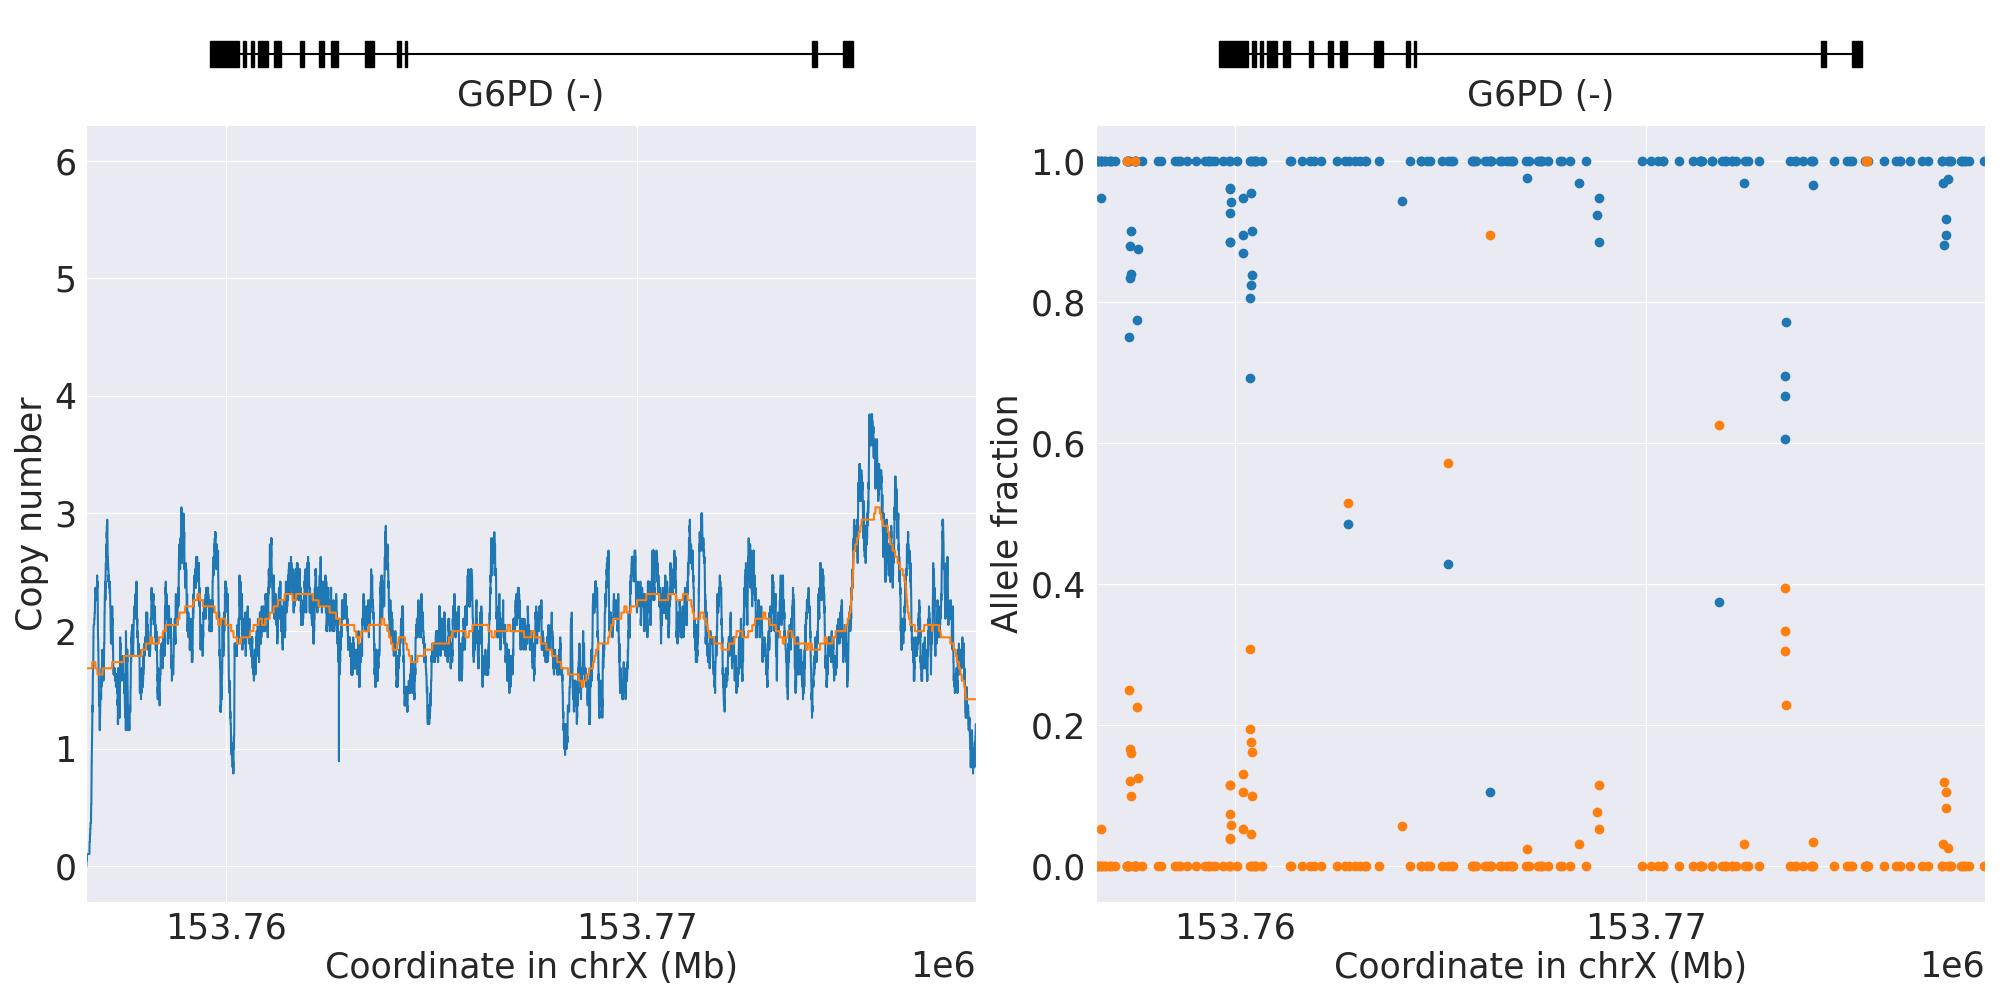 G6PD (-)
6
5
4
3
2
1
0
Copy number
153.76
153.77
Coordinate in chrX (Mb)
1e6
G6PD (-)
1.0
0.8
0.6
0.4
0.2
0.0
Allele fraction
153.76
153.77
Coordinate in chrX (Mb)
1e6